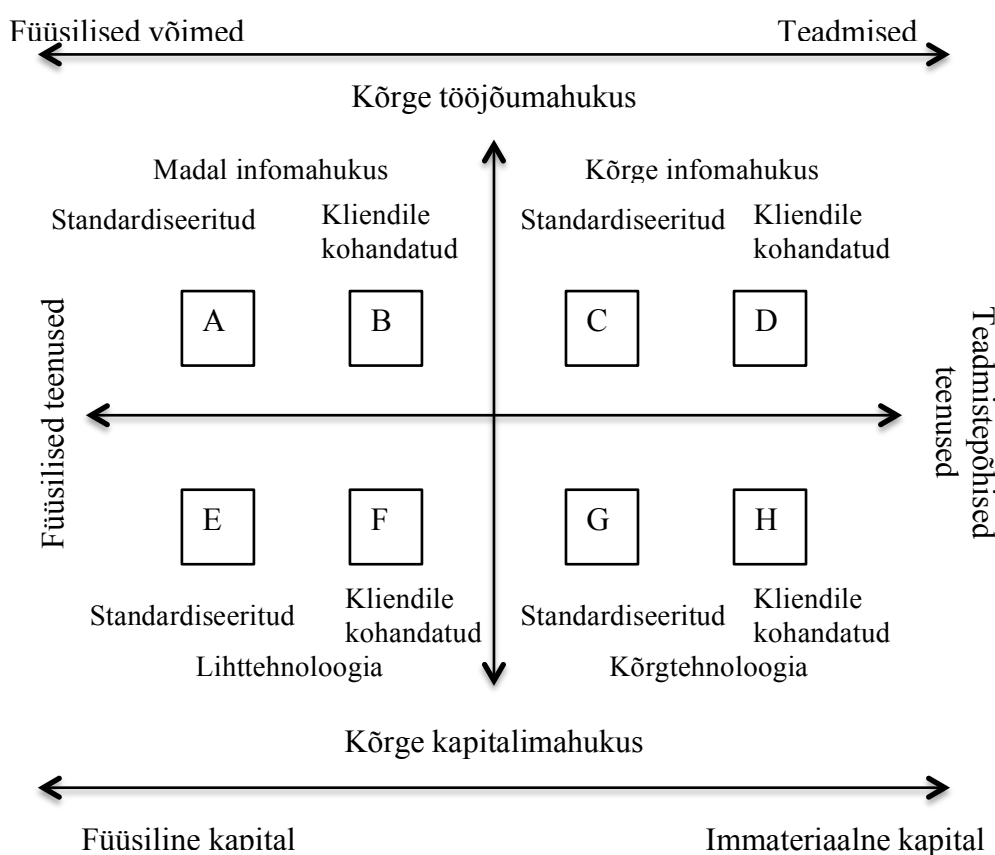 Füüsilised võimed
Teadmised
Kõrge tööjõumahukus
Madal infomahukus
Kõrge infomahukus
Standardiseeritud
Kliendile
kohandatud
Standardiseeritud
Kliendile
kohandatud
A
B
C
D
Füüsilised teenused
Teadmistepõhised
teenused
E
F
G
H
Standardiseeritud
Kliendile
kohandatud
Standardiseeritud
Kliendile
kohandatud
Lihttehnoloogia
Kõrgtehnoloogia
Kõrge kapitalimahukus
Füüsiline kapital
Immateriaalne kapital